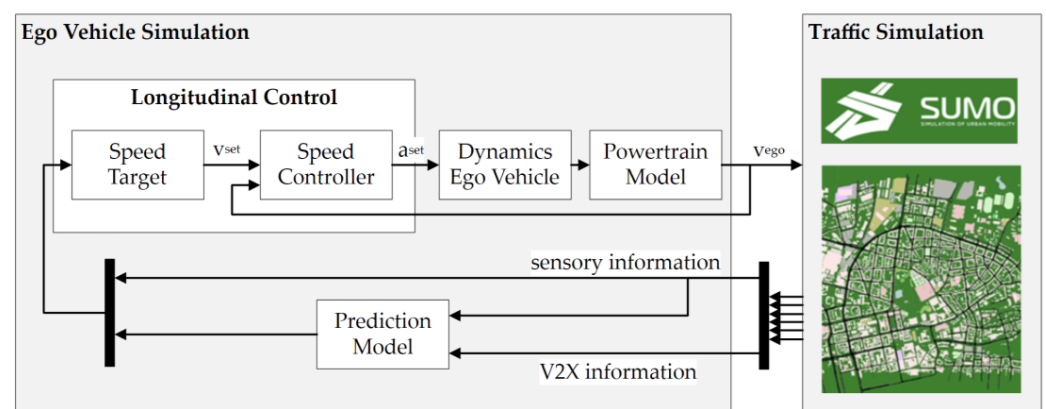 Ego Vehicle Simulation
Traffic Simulation
Longitudinal Control
Speed
Target
vset
Speed
Controller
aset
Dynamics
Ego Vehicle
Powertrain
Model
vego
SUMO
SIMULATION OF URBAN MOBILITY
sensory information
Prediction
Model
V2X information